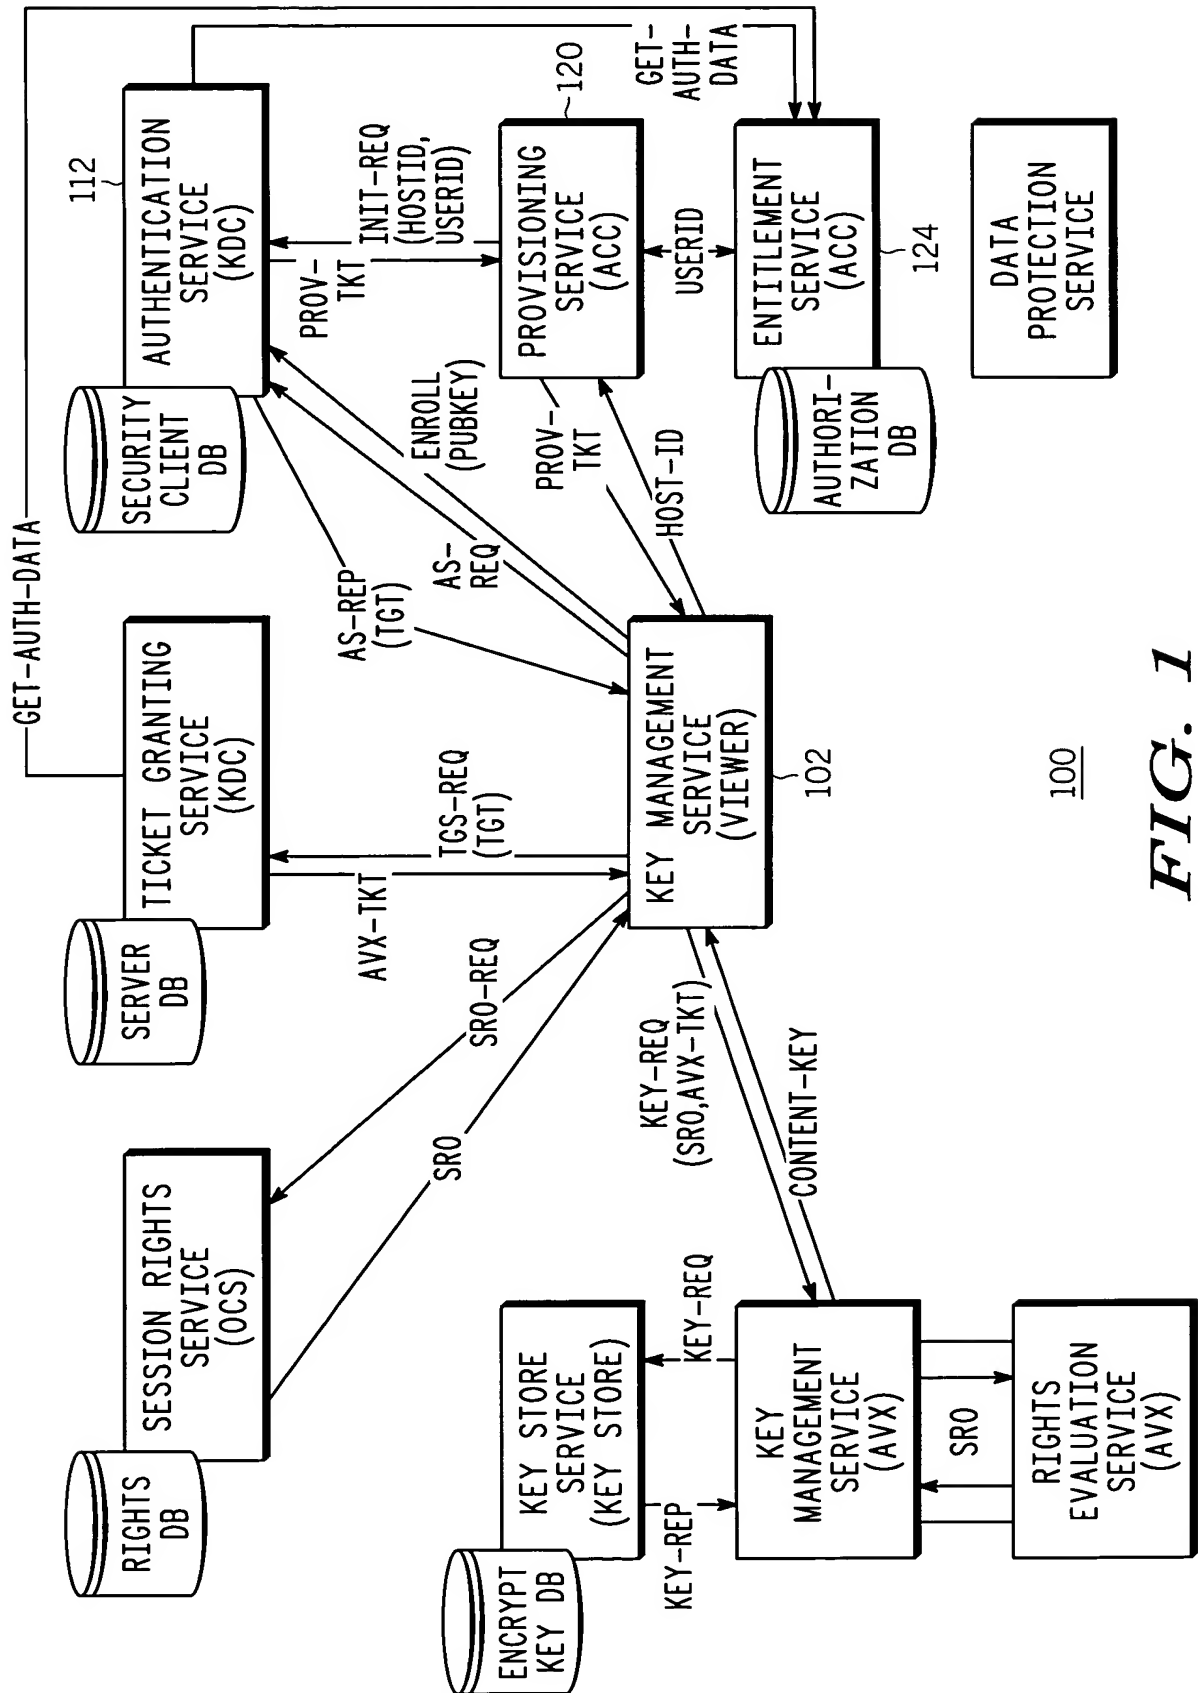 GET-AUTH-DATA
RIGHTS
DB
SESSION RIGHTS
SERVICE
(OCS)
SERVER
DB
TICKET GRANTING
SERVICE
(KDC)
SECURITY
CLIENT
DB
AUTHENTICATION
SERVICE
(KDC)
112
SRO-REQ
SRO
AVX-TKT
TGS-REQ
(TGT)
AS-REP
(TGT)
AS-
REQ
ENROLL
(PUBKEY)
PROV-
TKT
INIT-REQ
(HOSTID,
USERID)
ENCRYPT
KEY DB
KEY STORE
SERVICE
(KEY STORE)
PROV-
TKT
HOST-ID
PROVISIONING
SERVICE
(ACC)
120
GET-
AUTH-
DATA
KEY-REP
KEY-REQ
KEY-REQ
(SRO,AVX-TKT)
CONTENT-KEY
KEY MANAGEMENT
SERVICE
(VIEWER)
102
USERID
KEY
MANAGEMENT
SERVICE
(AVX)
AUTHORI-
ZATION
DB
ENTITLEMENT
SERVICE
(ACC)
124
SRO
RIGHTS
EVALUATION
SERVICE
(AVX)
DATA
PROTECTION
SERVICE
100
FIG. 1